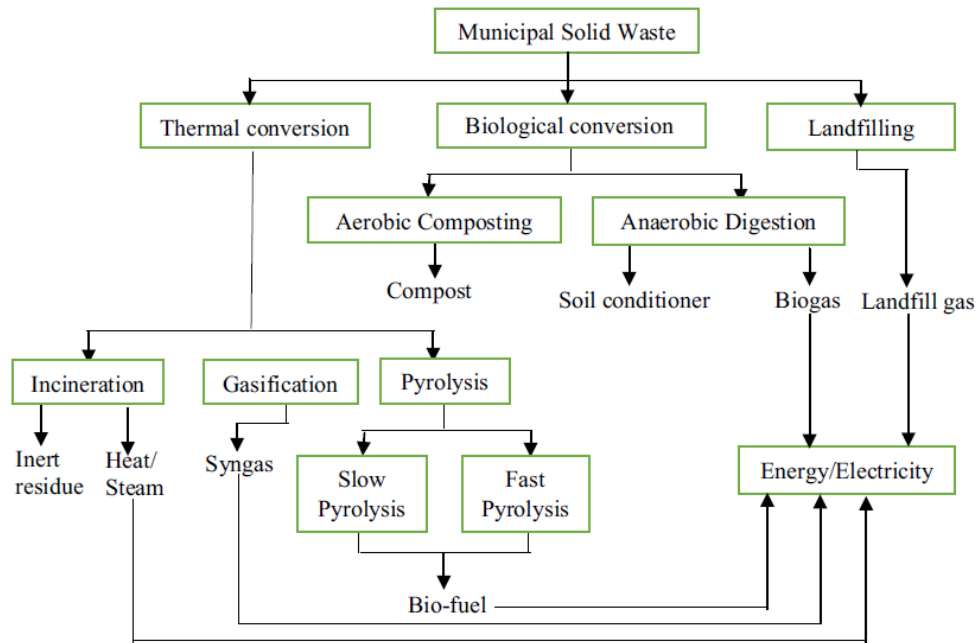 Municipal Solid Waste
Thermal conversion
Biological conversion
Landfilling
Aerobic Composting
Anaerobic Digestion
Compost
Soil conditioner
Biogas
Landfill gas
Incineration
Gasification
Pyrolysis
Inert
residue
Heat/
Steam
Syngas
Slow
Pyrolysis
Fast
Pyrolysis
Energy/Electricity
Bio-fuel